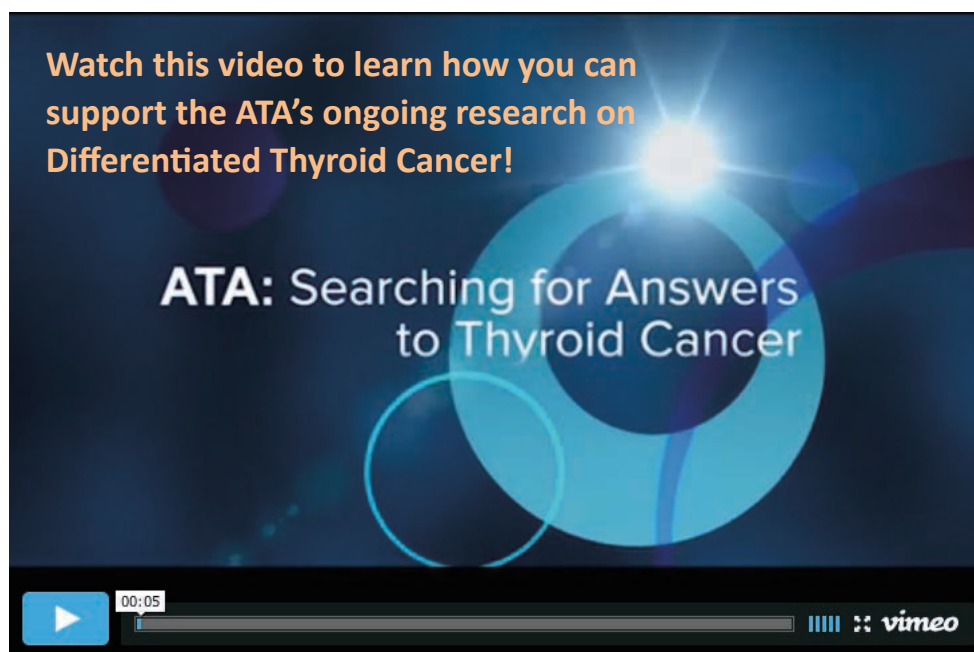 Watch this video to learn how you can
support the ATA’s ongoing research on
Differentiated Thyroid Cancer!
ATA: Searching for Answers
to Thyroid Cancer
00:05
vimeo